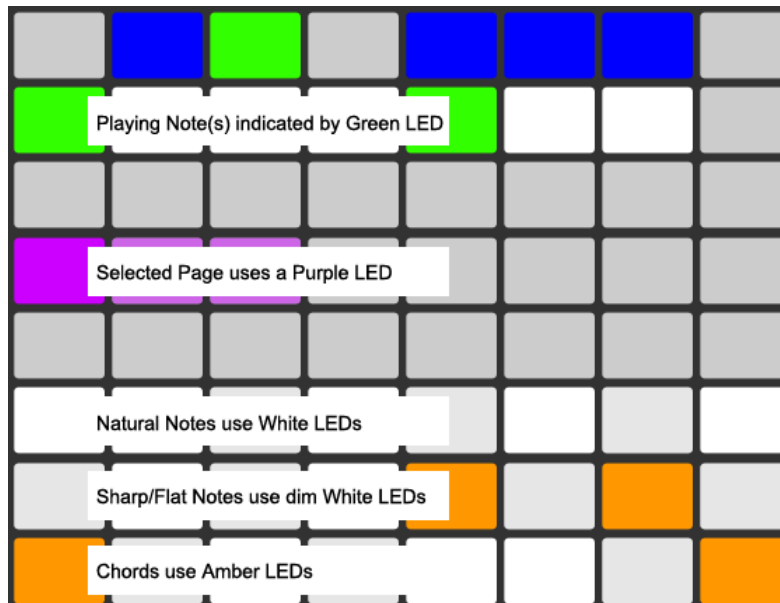 Playing Note(s) indicated by Green LED
Selected Page uses a Purple LED
Natural Notes use White LEDs
Sharp/Flat Notes use dim White LEDs
Chords use Amber LEDs